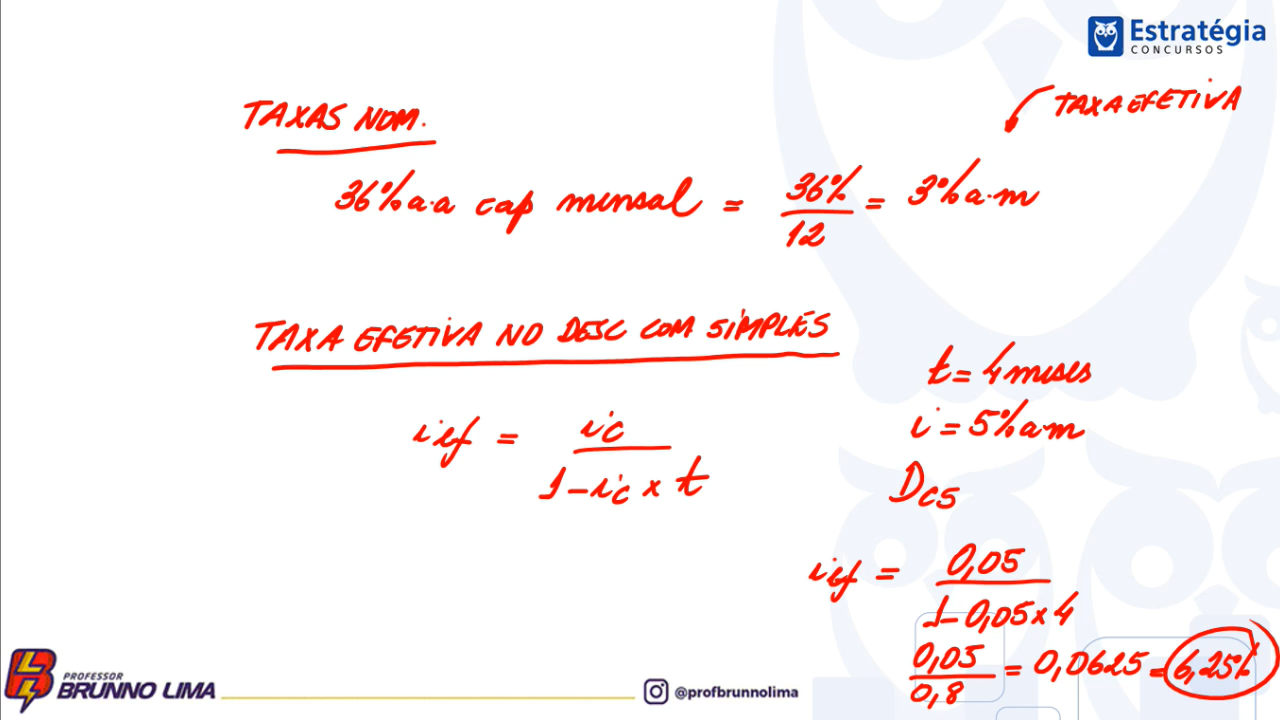 Estratégia
CONCURSOS
TAXA EFETIVA
TAXAS NOM.
36% a.a cap mensal = 36% / 12 = 3% a.m
TAXA EFETIVA NO DESC COM SIMPLES
t = 4 meses
i = 5% a.m
ief = ic / 1 - ic x t
DCS
ief = 0,05 / 1 - 0,05 x 4
0,05 / 0,8 = 0,0625 = 6,25%
PROFESSOR
BRUNNO LIMA
@profbrunnolima